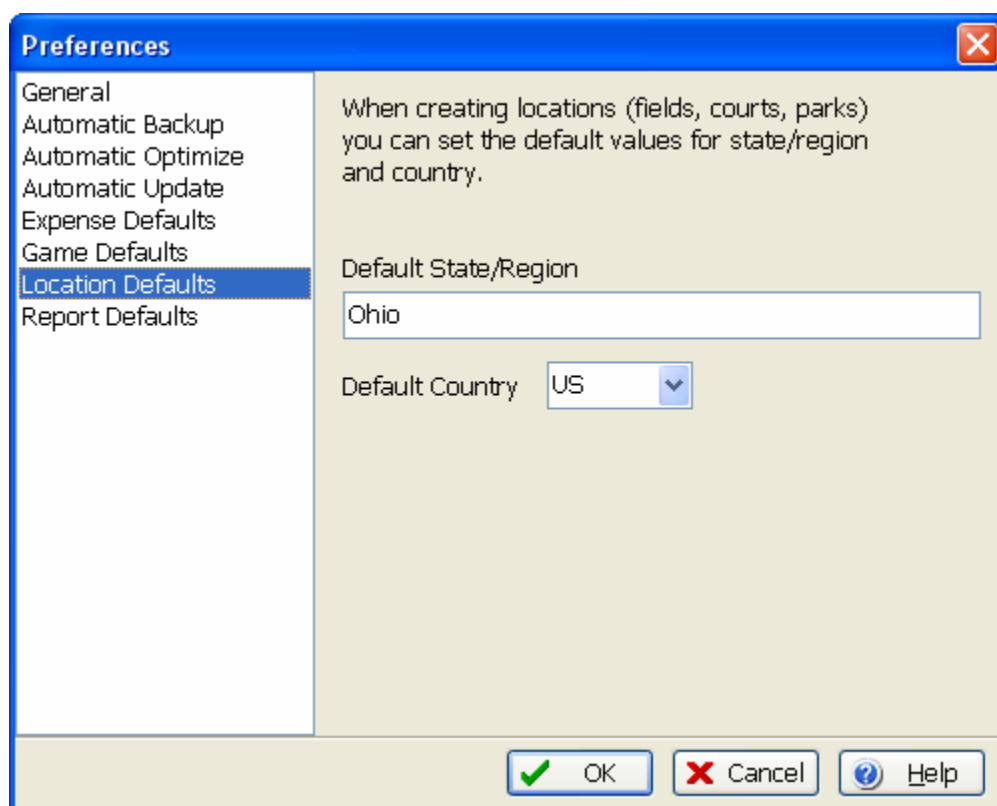 Preferences
General
Automatic Backup
Automatic Optimize
Automatic Update
Expense Defaults
Game Defaults
Location Defaults
Report Defaults
When creating locations (fields, courts, parks)
you can set the default values for state/region
and country.
Default State/Region
Ohio
Default Country US
OK Cancel Help